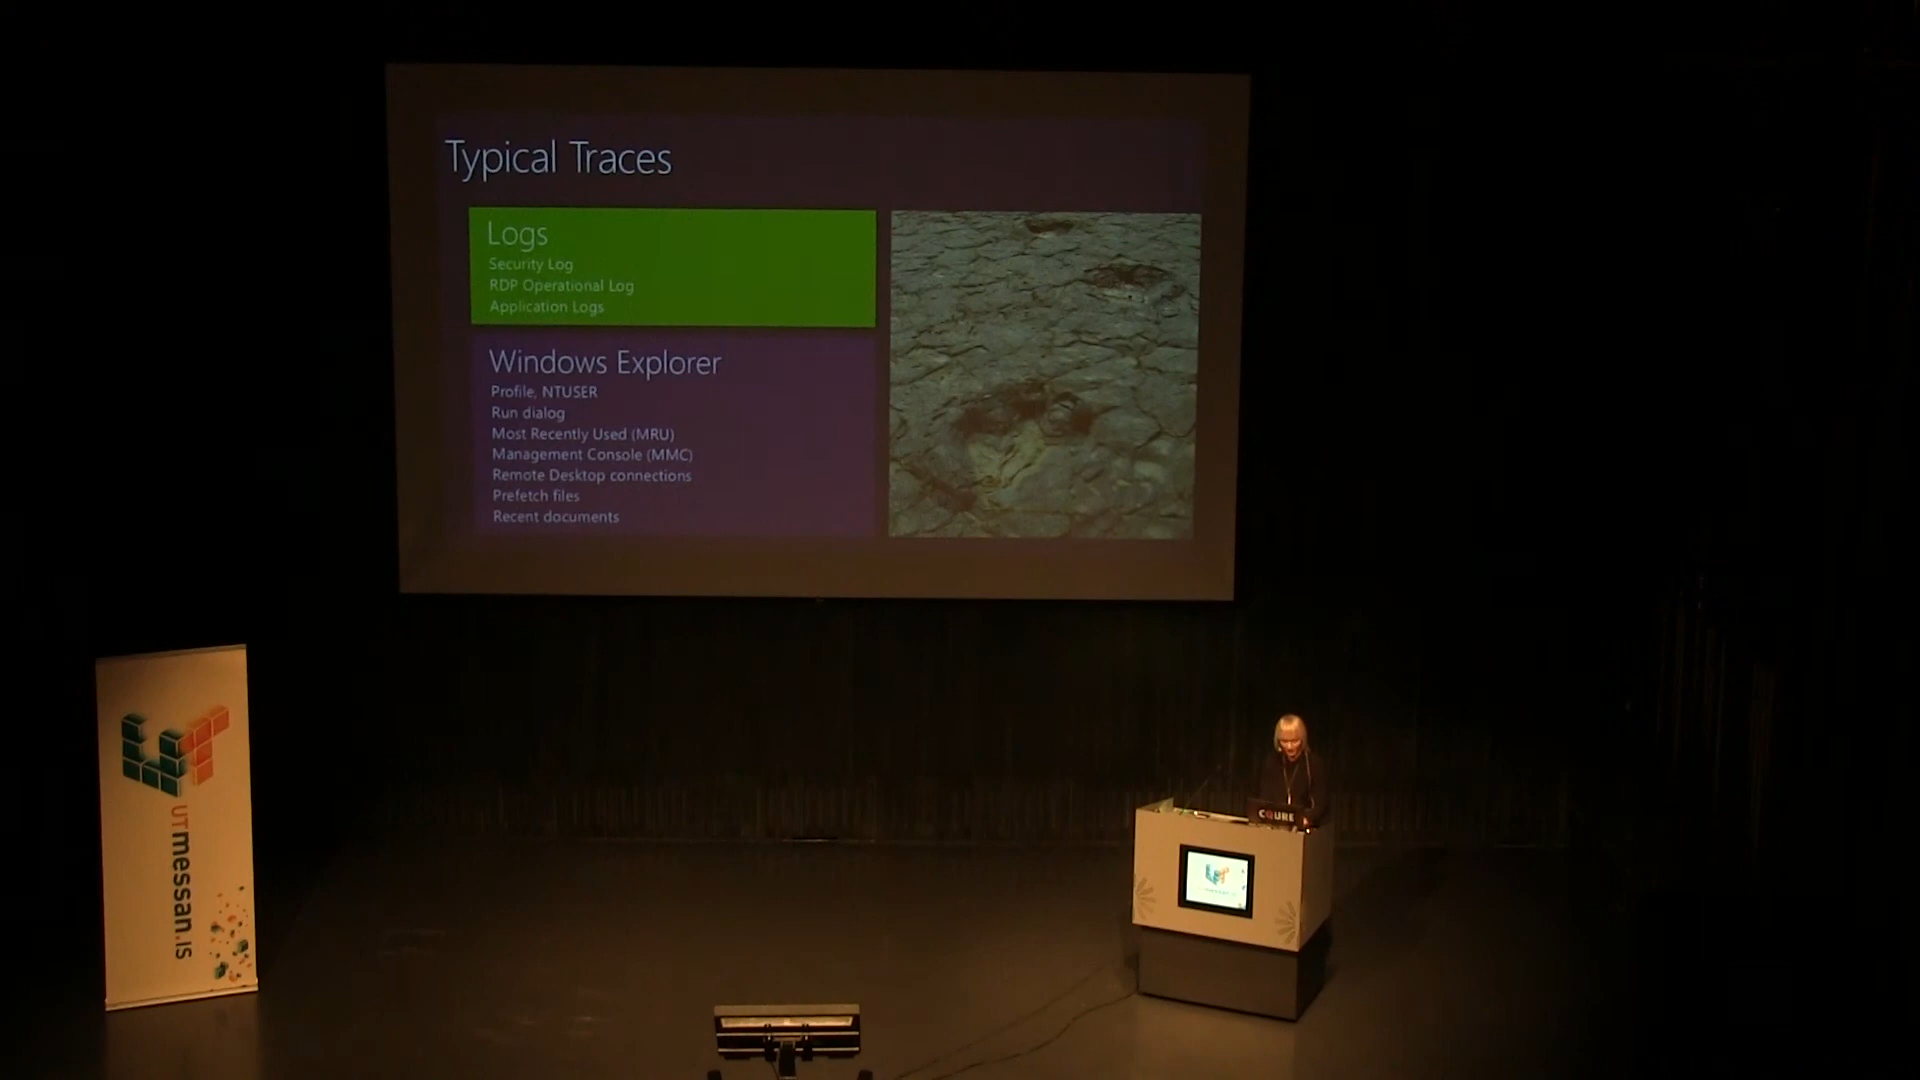 Typical Traces
Logs
Security Log
RDP Operational Log
Application Logs
Windows Explorer
Profile, NTUSER
Run dialog
Most Recently Used (MRU)
Management Console (MMC)
Remote Desktop connections
Prefetch files
Recent documents
UTmessan.is
CQURE